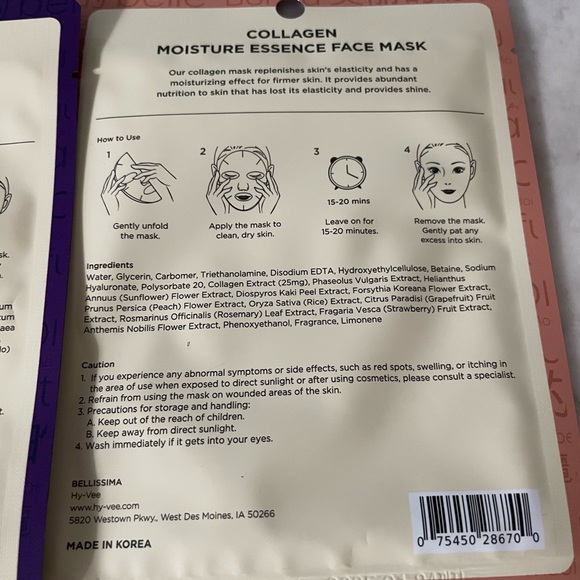 COLLAGEN
MOISTURE ESSENCE FACE MASK
Our collagen mask replenishes skin's elasticity and has a
moisturizing effect for firmer skin. It provides abundant
nutrition to skin that has lost its elasticity and provides shine.
How to Use
1
2
3
4
15-20 mins
Gently unfold
the mask.
Apply the mask to
clean, dry skin.
Leave on for
15-20 minutes.
Remove the mask.
Gently pat any
excess into skin.
Ingredients
Water, Glycerin, Carbomer, Triethanolamine, Disodium EDTA, Hydroxyethylcellulose, Betaine, Sodium
Hyaluronate, Polysorbate 20, Collagen Extract (25mg), Phaseolus Vulgaris Extract, Helianthus
Annuus (Sunflower) Flower Extract, Diospyros Kaki Peel Extract, Forsythia Koreana Flower Extract,
Prunus Persica (Peach) Flower Extract, Oryza Sativa (Rice) Extract, Citrus Paradisi (Grapefruit) Fruit
Extract, Rosmarinus Officinalis (Rosemary) Leaf Extract, Fragaria Vesca (Strawberry) Fruit Extract,
Anthemis Nobilis Flower Extract, Phenoxyethanol, Fragrance, Limonene
Caution
1. If you experience any abnormal symptoms or side effects, such as red spots, swelling, or itching in
the area of use when exposed to direct sunlight or after using cosmetics, please consult a specialist.
2. Refrain from using the mask on wounded areas of the skin.
3. Precautions for storage and handling:
A. Keep out of the reach of children.
B. Keep away from direct sunlight.
4. Wash immediately if it gets into your eyes.
BELLISSIMA
Hy-Vee
www.hy-vee.com
5820 Westown Pkwy., West Des Moines, IA 50266
MADE IN KOREA
0 75450 28670 0